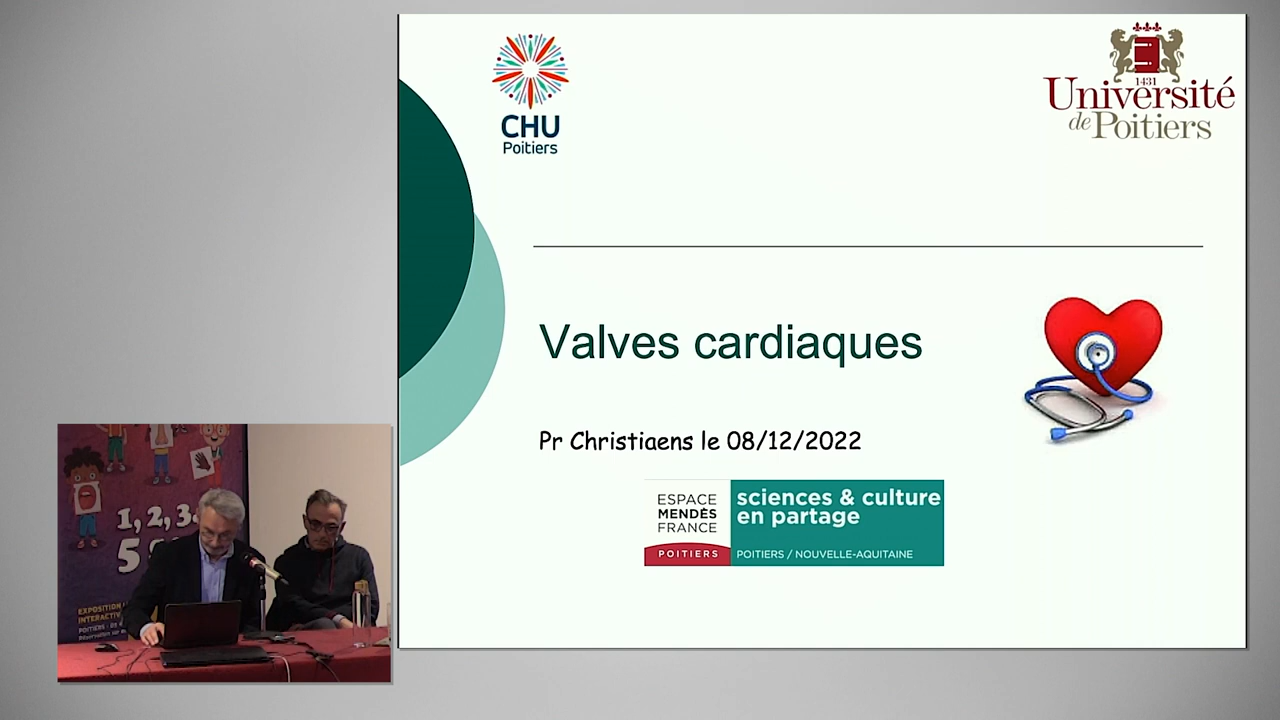 CHU
Poitiers
1431
Université
de Poitiers
Valves cardiaques
Pr Christiaens le 08/12/2022
ESPACE
MENDÈS
FRANCE
POITIERS
sciences & culture
en partage
POITIERS / NOUVELLE-AQUITAINE
1, 2, 3.
5
EXPOSITION
INTERACTIV
POITIERS